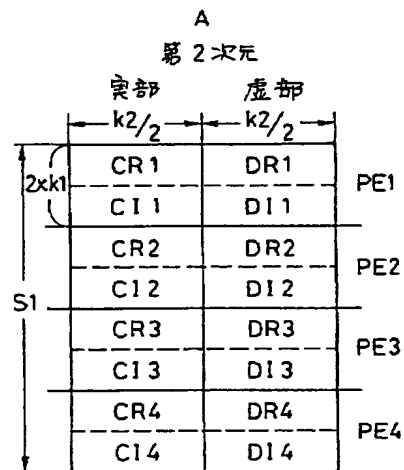 A
第2次元
実部 虚部
k2/2 k2/2
2xk1 CR1 DR1 PE1
CI1 DI1
CR2 DR2 PE2
CI2 DI2
S1
CR3 DR3 PE3
CI3 DI3
CR4 DR4 PE4
CI4 DI4